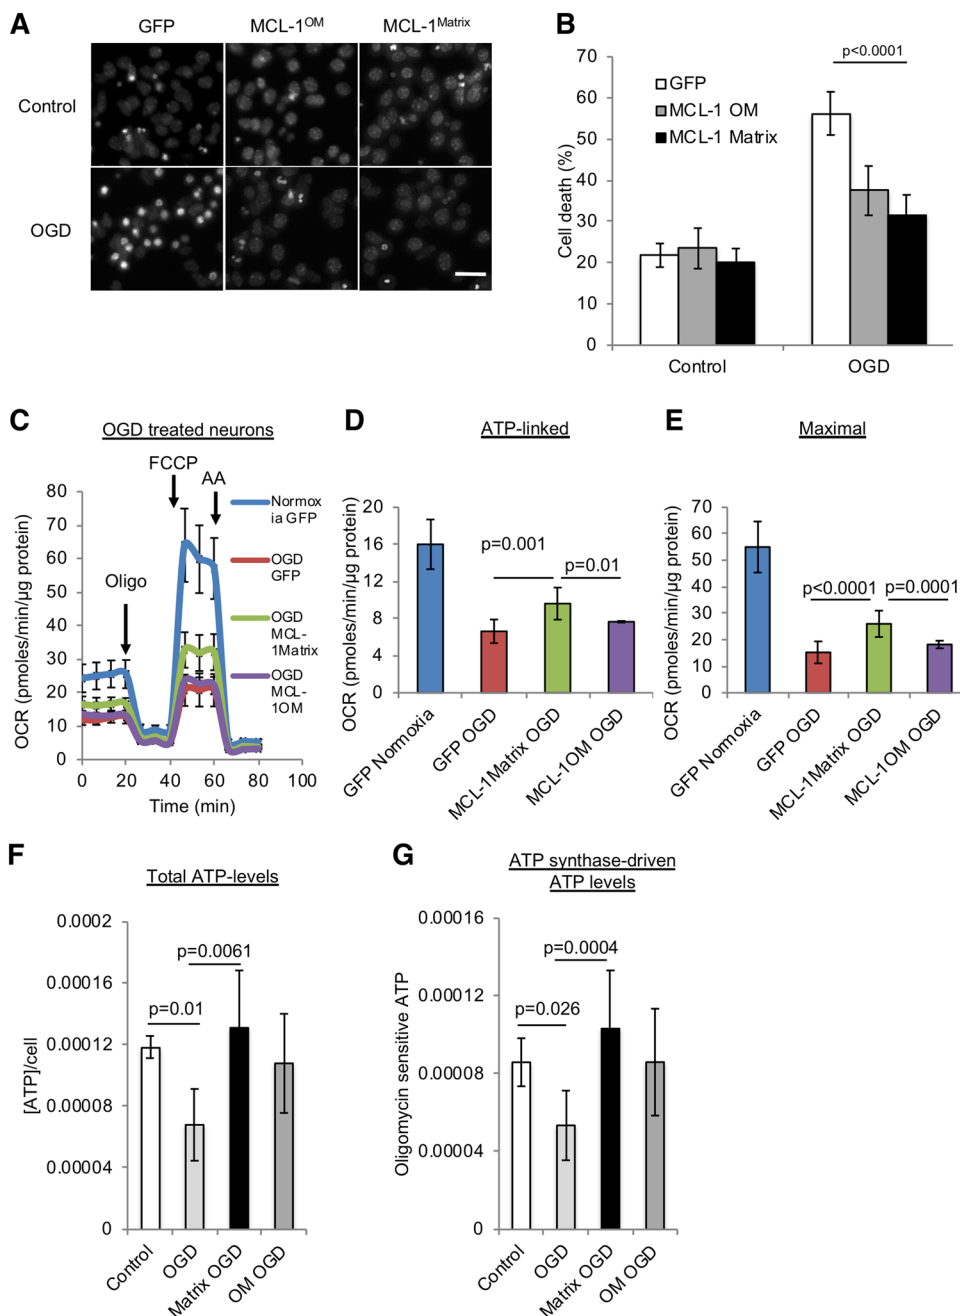 A
GFP
MCL-1OM
MCL-1Matrix
Control
OGD
B
p<0.0001
GFP
MCL-1 OM
MCL-1 Matrix
Cell death (%)
70
60
50
40
30
20
10
0
Control
OGD
C
OGD treated neurons
FCCP
AA
Oligo
Normox
ia GFP
OGD
GFP
OGD
MCL-
1Matrix
OGD
MCL-
1OM
OCR (pmoles/min/µg protein)
80
70
60
50
40
30
20
10
0
0
20
40
60
80
100
Time (min)
D
ATP-linked
p=0.001
p=0.01
OCR (pmoles/min/µg protein)
20
16
12
8
4
0
GFP Normoxia
GFP OGD
MCL-1Matrix OGD
MCL-1OM OGD
E
Maximal
p<0.0001
p=0.0001
OCR (pmoles/min/µg protein)
70
60
50
40
30
20
10
0
GFP Normoxia
GFP OGD
MCL-1Matrix OGD
MCL-1OM OGD
F
Total ATP-levels
p=0.0061
p=0.01
[ATP]/cell
0.0002
0.00016
0.00012
0.00008
0.00004
0
Control
OGD
Matrix OGD
OM OGD
G
ATP synthase-driven
ATP levels
p=0.0004
p=0.026
Oligomycin sensitive ATP
0.00016
0.00012
0.00008
0.00004
0
Control
OGD
Matrix OGD
OM OGD